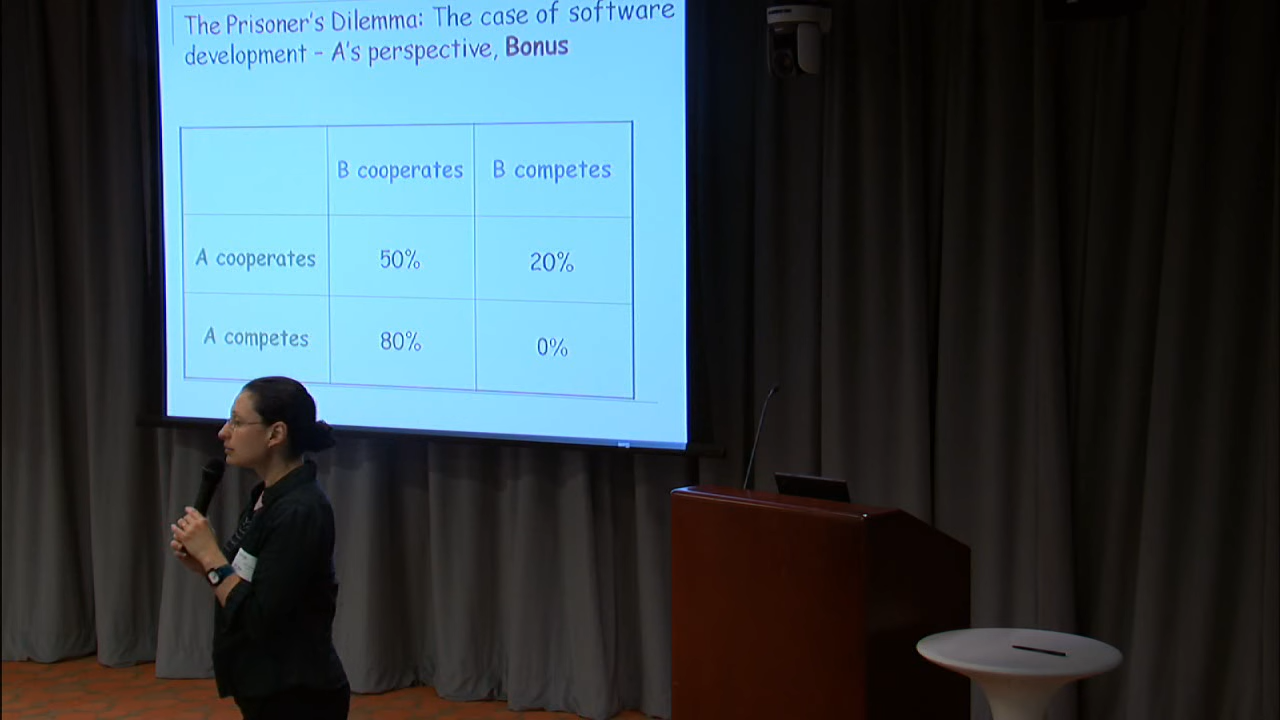 The Prisoner's Dilemma: The case of software
development - A's perspective, Bonus
B cooperates B competes
A cooperates 50% 20%
A competes 80% 0%